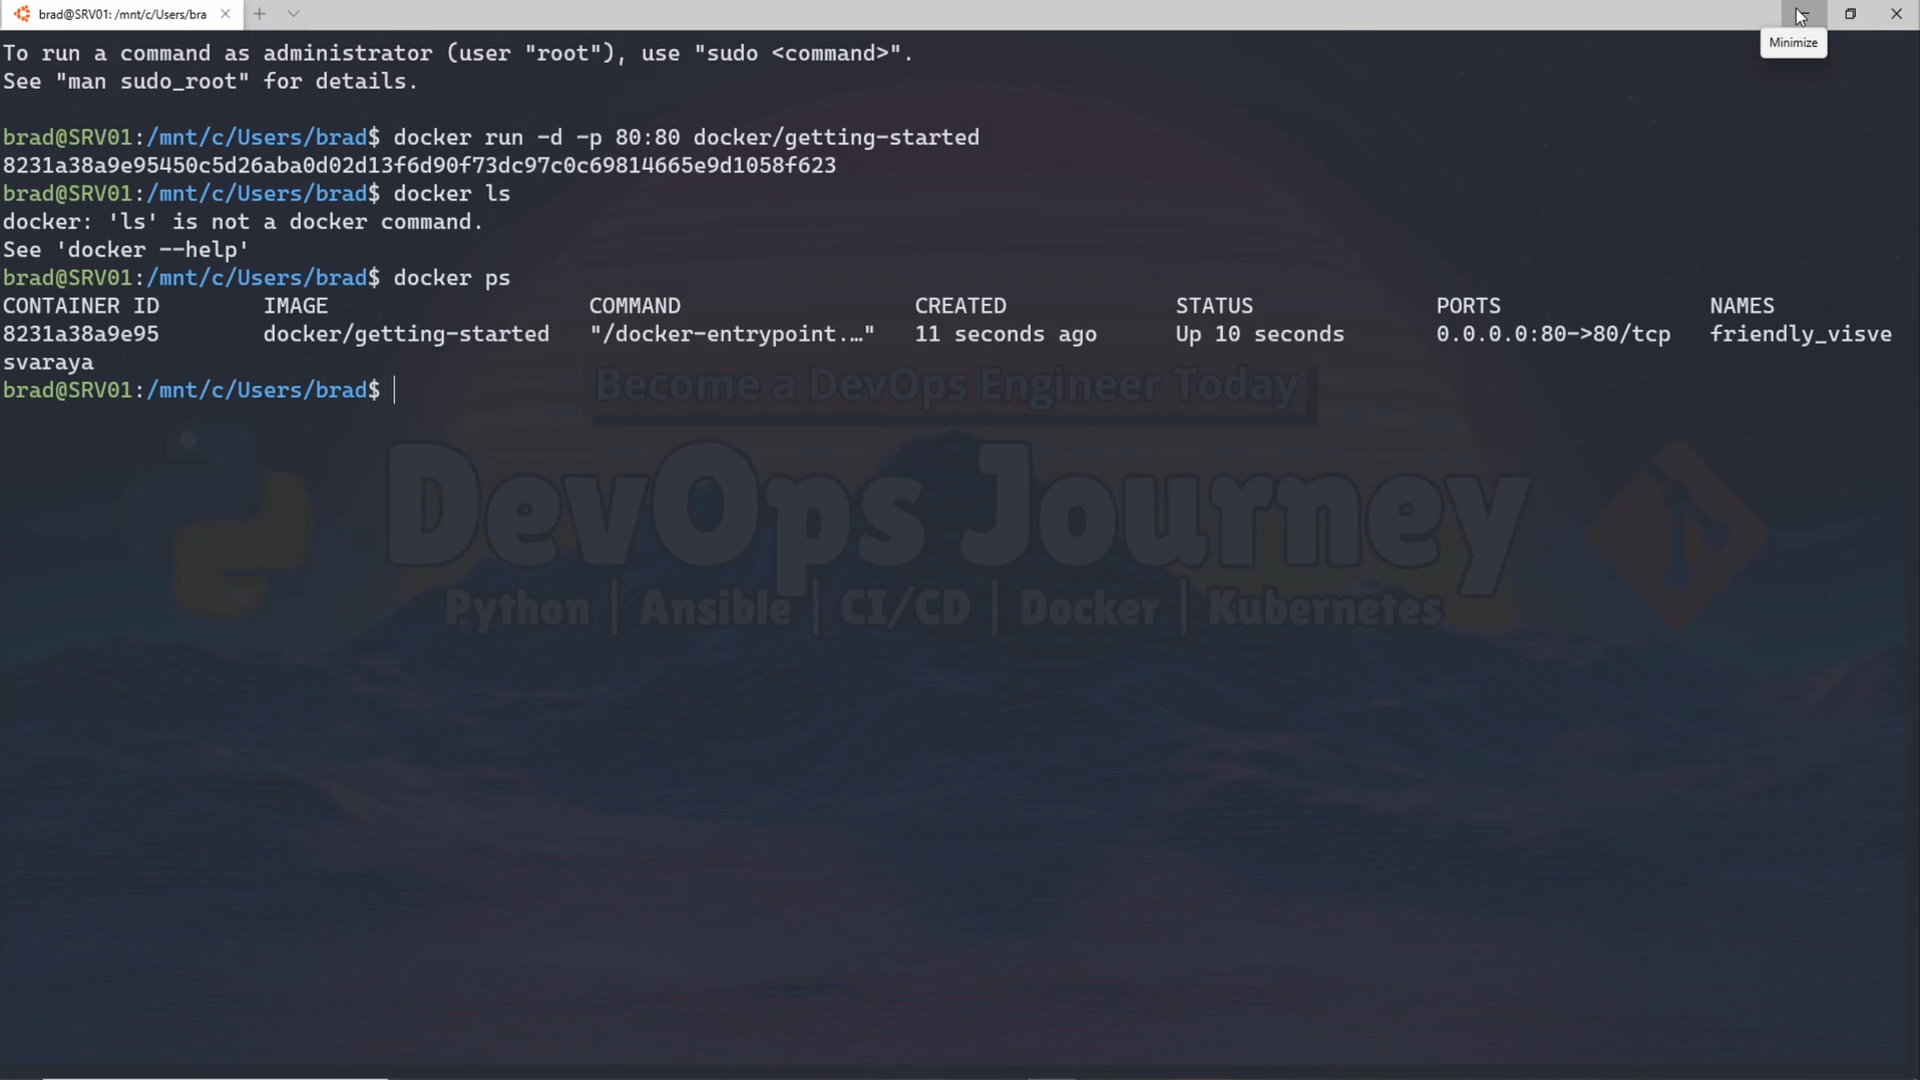 brad@SRV01: /mnt/c/Users/bra
Minimize
To run a command as administrator (user "root"), use "sudo <command>".
See "man sudo_root" for details.
brad@SRV01:/mnt/c/Users/brad$ docker run -d -p 80:80 docker/getting-started
8231a38a9e95450c5d26aba0d02d13f6d90f73dc97c0c69814665e9d1058f623
brad@SRV01:/mnt/c/Users/brad$ docker ls
docker: 'ls' is not a docker command.
See 'docker --help'
brad@SRV01:/mnt/c/Users/brad$ docker ps
CONTAINER ID IMAGE COMMAND CREATED STATUS PORTS NAMES
8231a38a9e95 docker/getting-started "/docker-entrypoint.…" 11 seconds ago Up 10 seconds 0.0.0.0:80->80/tcp friendly_visve
svaraya
brad@SRV01:/mnt/c/Users/brad$
Become a DevOps Engineer Today
DevOps Journey
Python | Ansible | CI/CD | Docker | Kubernetes